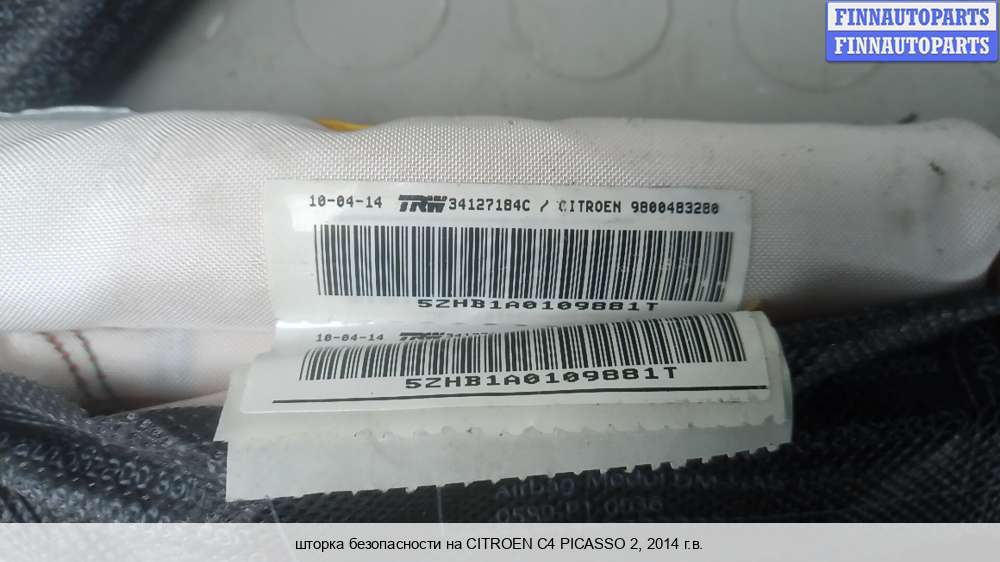 FINNAUTOPARTS
FINNAUTOPARTS
10-04-14 TRW 34127184C / CITROEN 9800483280
5ZHB1A0109881T
10-04-14 TRW
5ZHB1A0109881T
Airbag
шторка безопасности на CITROEN C4 PICASSO 2, 2014 г.в.